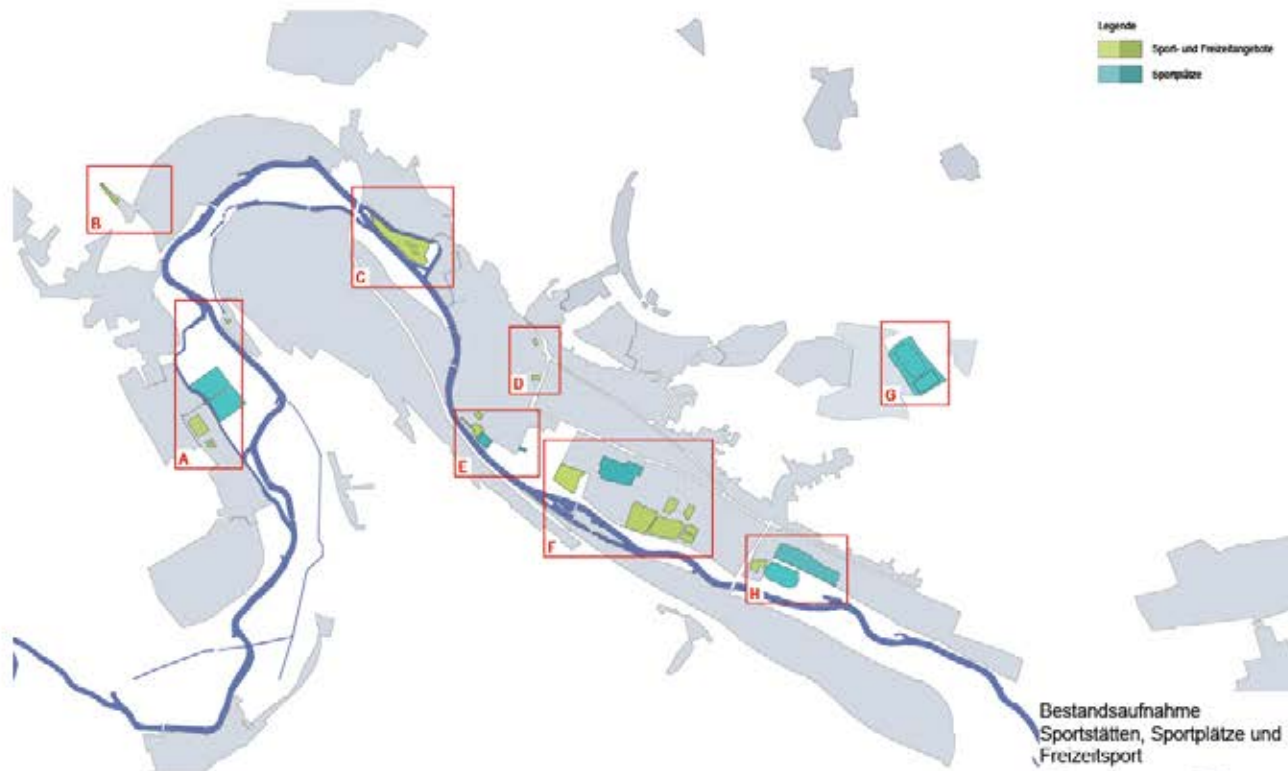 Legende
Sport- und Freizeitangebote
Sportplätze
B
C
A
D
G
E
F
H
Bestandsaufnahme
Sportstätten, Sportplätze und
Freizeitsport